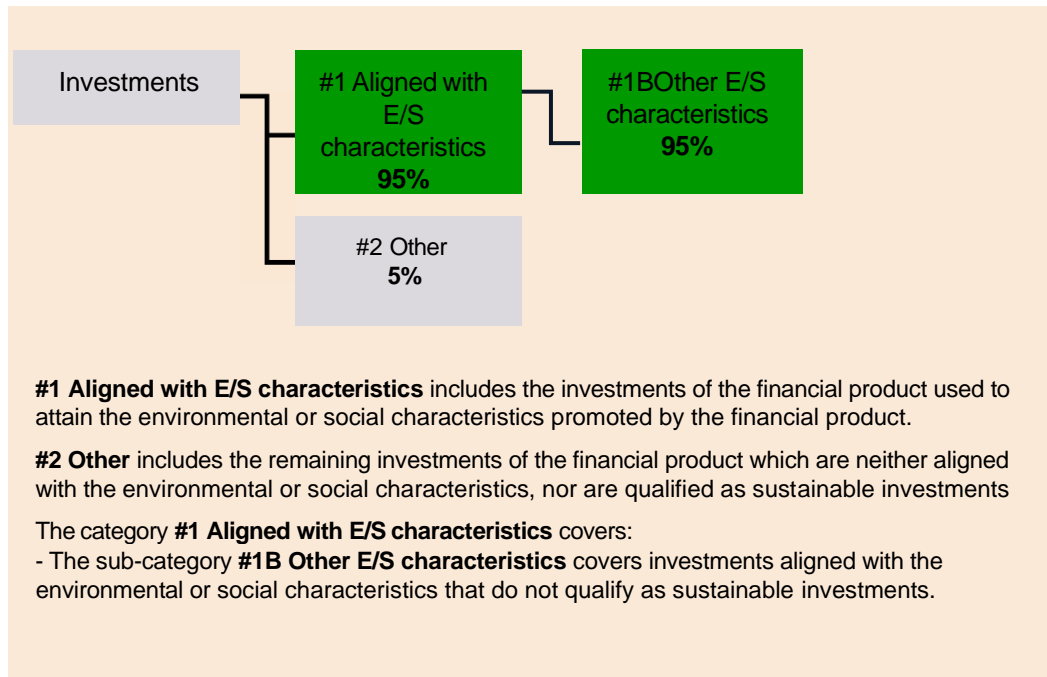 Investments
#1 Aligned with
E/S
characteristics
95%
#1BOther E/S
characteristics
95%
#2 Other
5%
#1 Aligned with E/S characteristics includes the investments of the financial product used to
attain the environmental or social characteristics promoted by the financial product.
#2 Other includes the remaining investments of the financial product which are neither aligned
with the environmental or social characteristics, nor are qualified as sustainable investments
The category #1 Aligned with E/S characteristics covers:
- The sub-category #1B Other E/S characteristics covers investments aligned with the
environmental or social characteristics that do not qualify as sustainable investments.